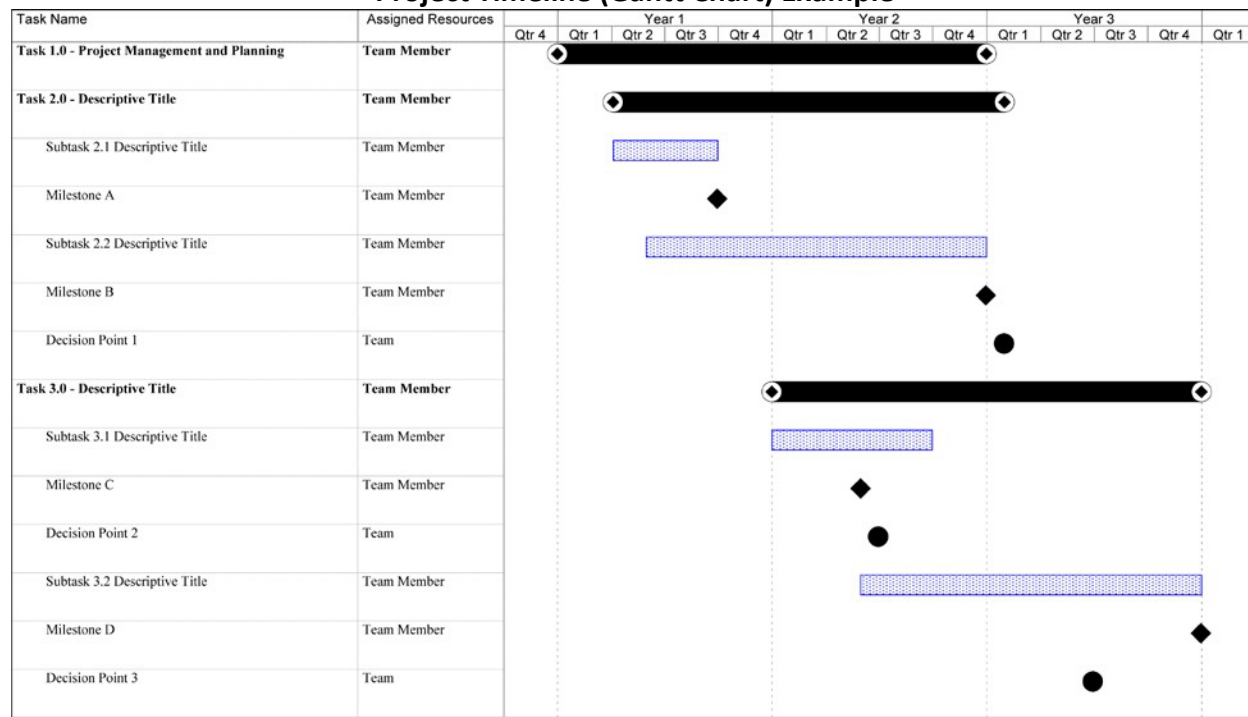 Project Timeline (Gantt Chart) Example
Task Name Assigned Resources Year 1 Year 2 Year 3
Qtr 4 Qtr 1 Qtr 2 Qtr 3 Qtr 4 Qtr 1 Qtr 2 Qtr 3 Qtr 4 Qtr 1 Qtr 2 Qtr 3 Qtr 4 Qtr 1
Task 1.0 - Project Management and Planning Team Member
Task 2.0 - Descriptive Title Team Member
Subtask 2.1 Descriptive Title Team Member
Milestone A Team Member
Subtask 2.2 Descriptive Title Team Member
Milestone B Team Member
Decision Point 1 Team
Task 3.0 - Descriptive Title Team Member
Subtask 3.1 Descriptive Title Team Member
Milestone C Team Member
Decision Point 2 Team
Subtask 3.2 Descriptive Title Team Member
Milestone D Team Member
Decision Point 3 Team